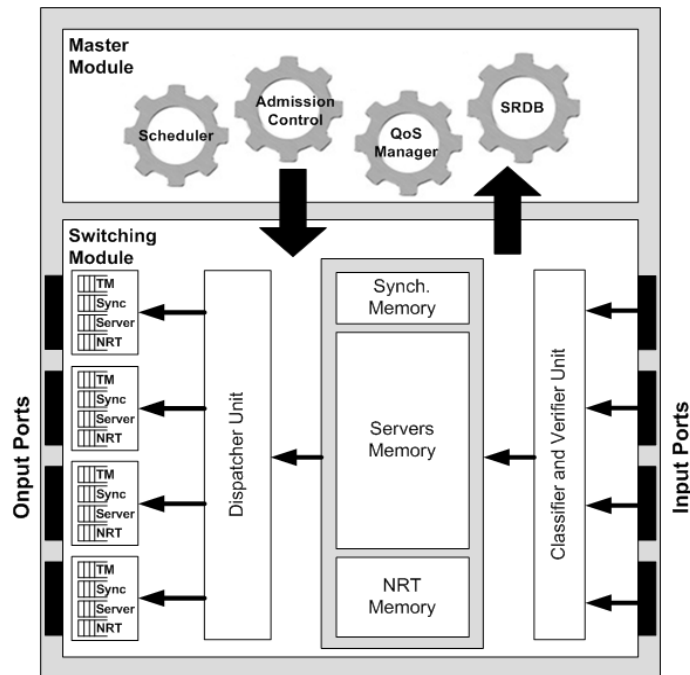 Master
Module
Scheduler
Admission
Control
QoS
Manager
SRDB
Switching
Module
TM
Sync
Server
NRT
TM
Sync
Server
NRT
TM
Sync
Server
NRT
TM
Sync
Server
NRT
Onput Ports
Dispatcher Unit
Synch.
Memory
Servers
Memory
NRT
Memory
Classifier and Verifier Unit
Input Ports